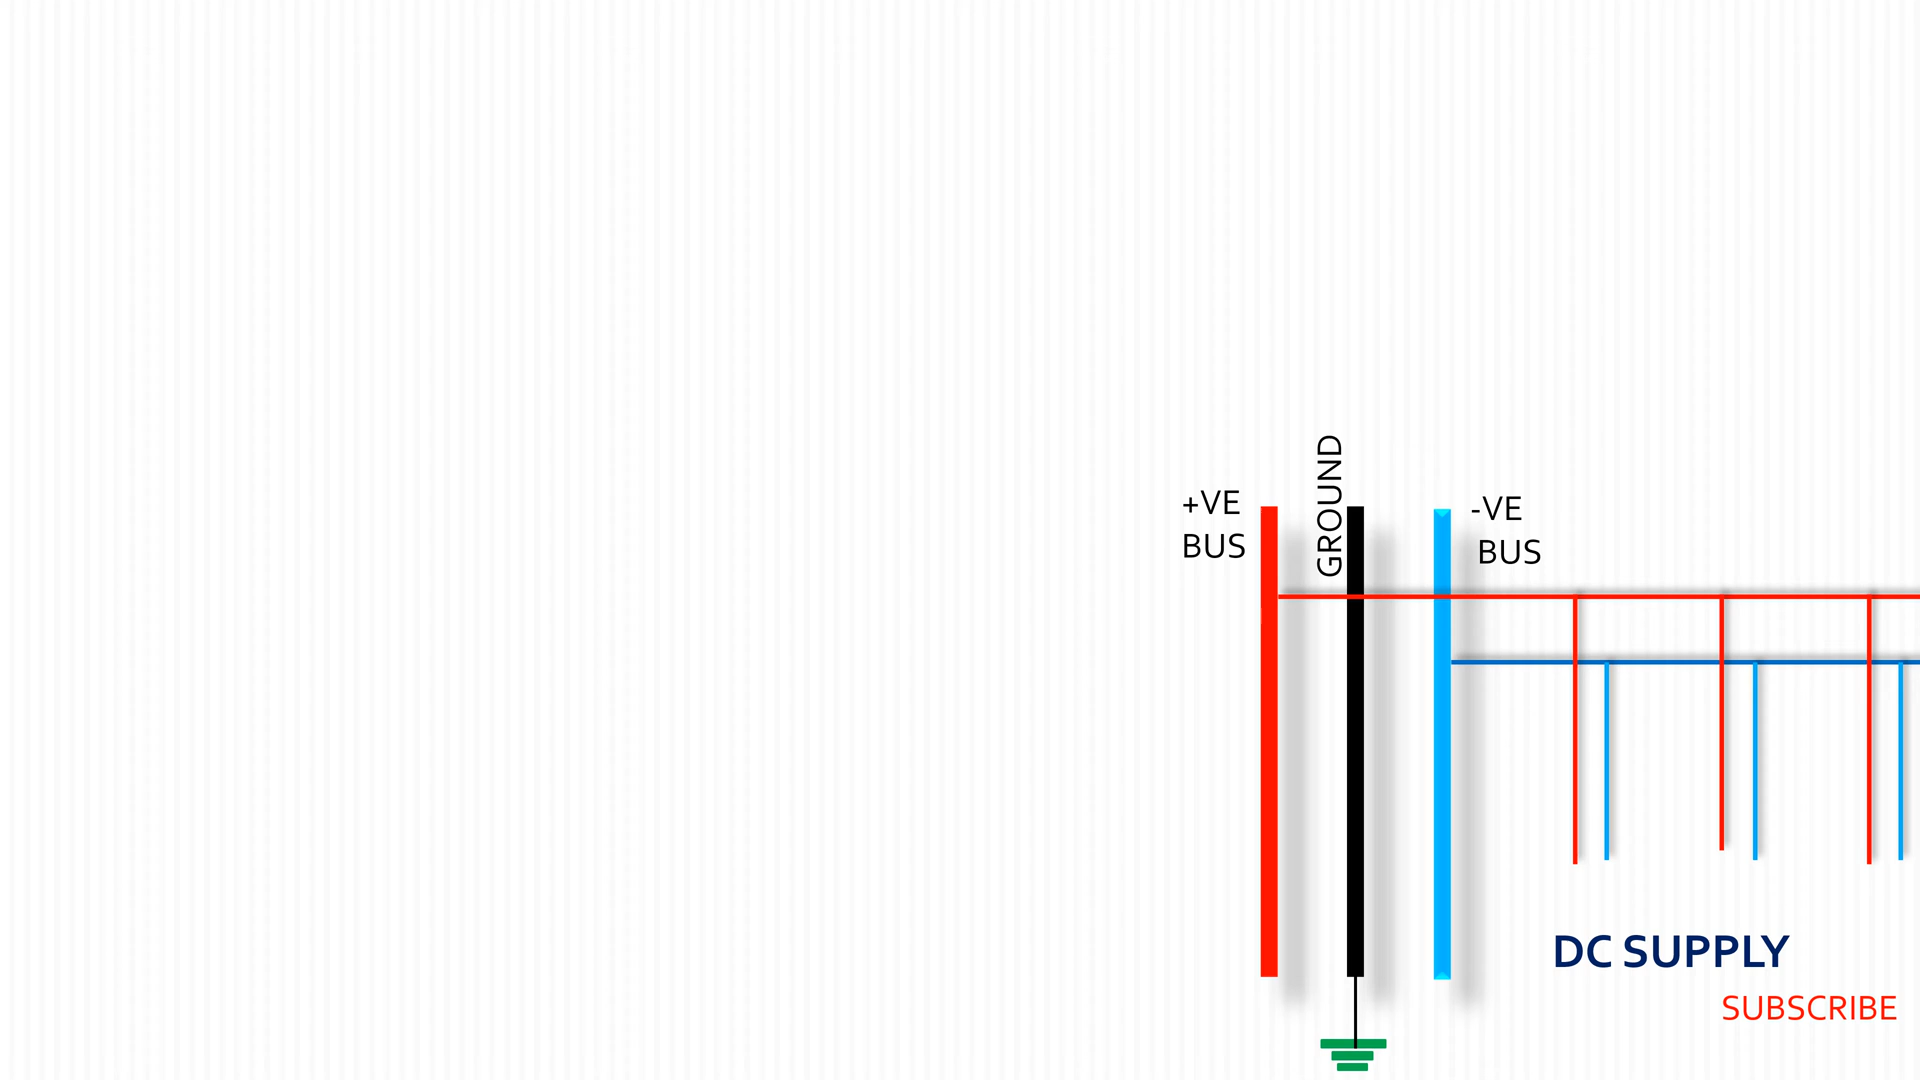 GROUND
+VE
BUS
-VE
BUS
DC SUPPLY
SUBSCRIBE